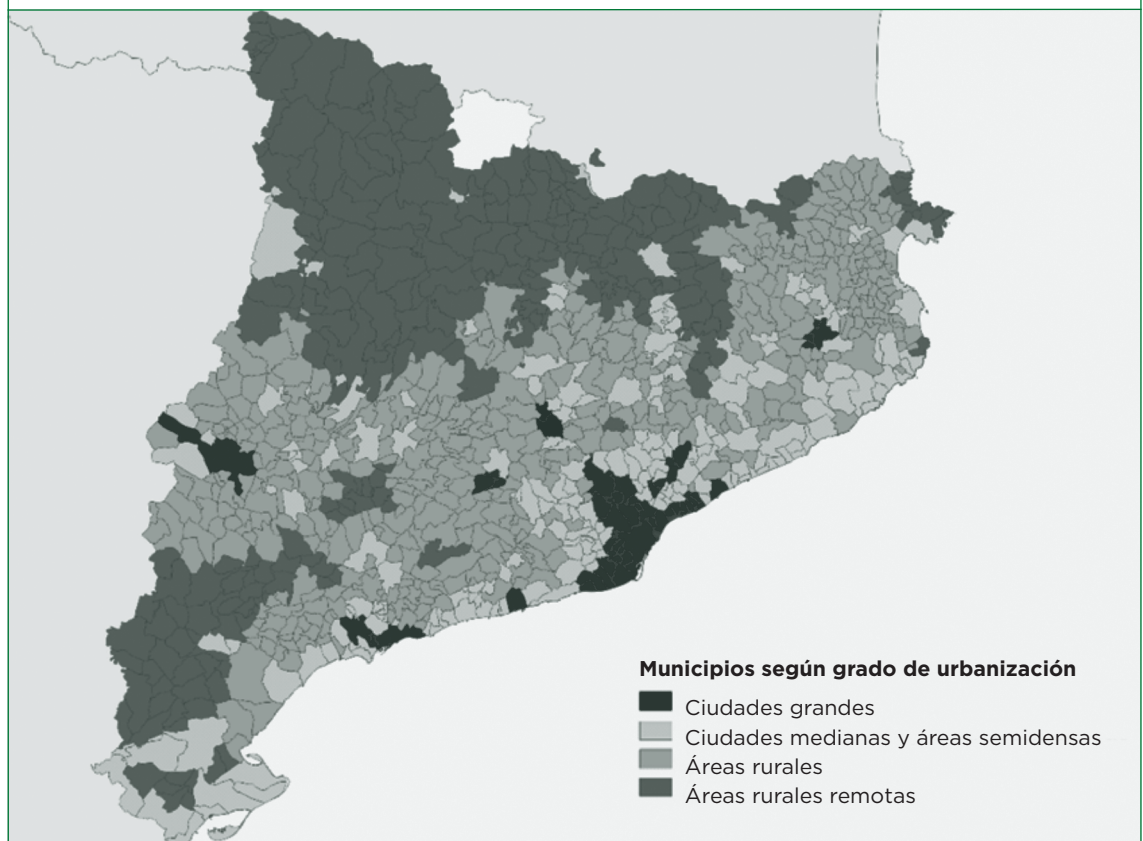 Municipios según grado de urbanización
Ciudades grandes
Ciudades medianas y áreas semidensas
Áreas rurales
Áreas rurales remotas